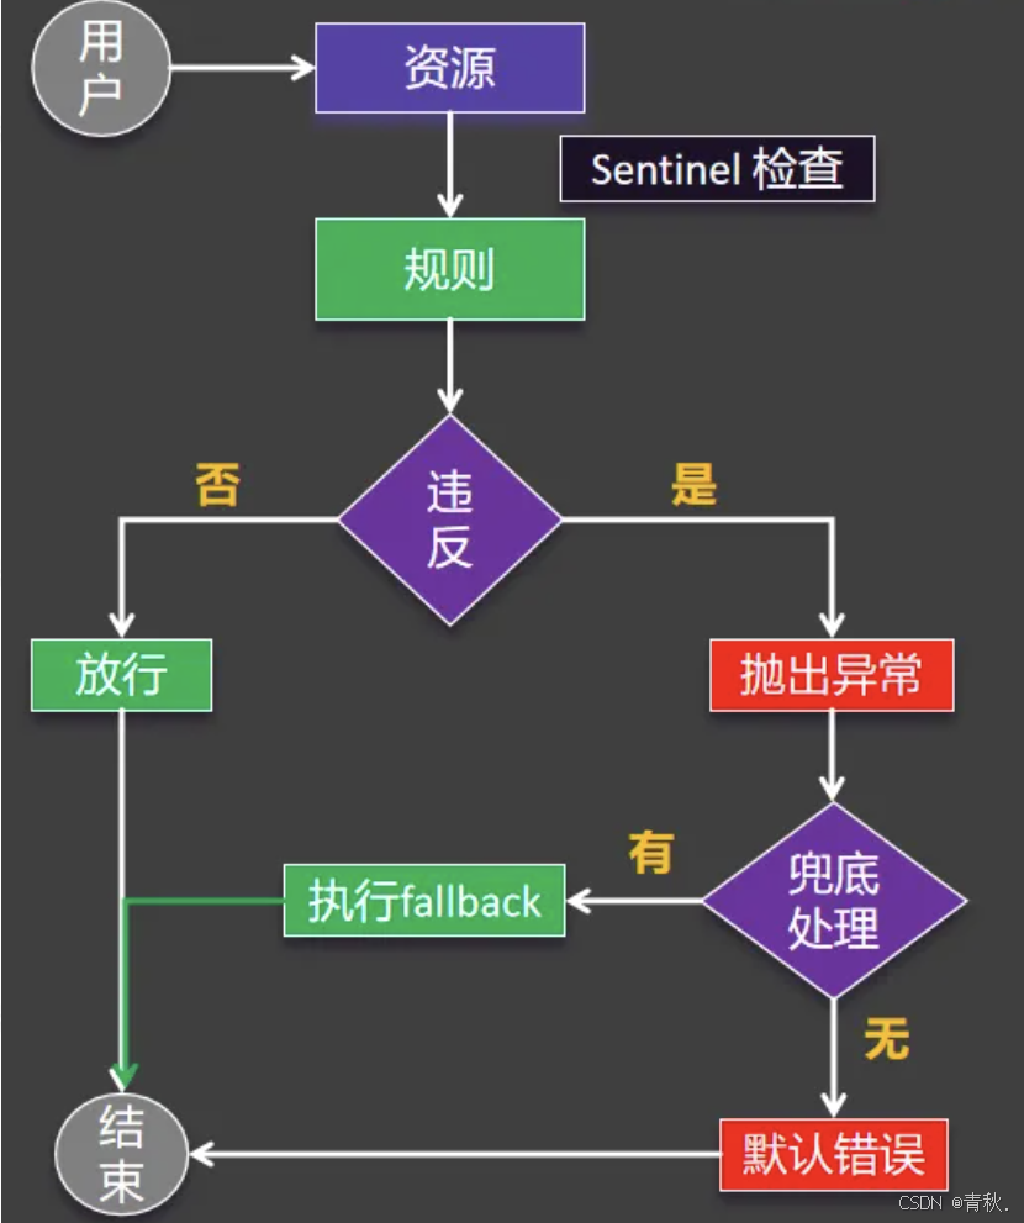 用
户
资源
Sentinel 检查
规则
否
是
违
反
放行
抛出异常
有
执行fallback
兜底
处理
无
结
束
默认错误
CSDN @青秋.